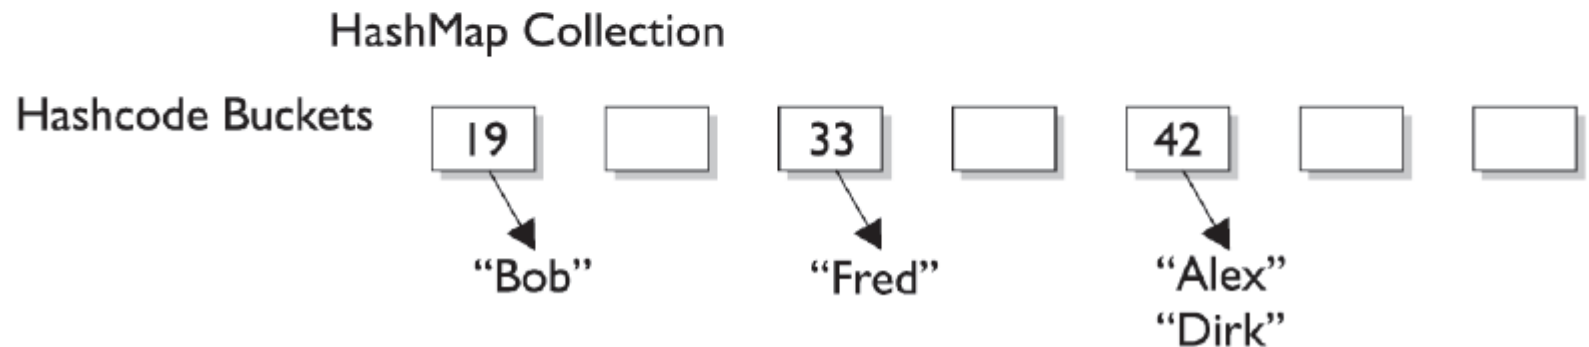 HashMap Collection
Hashcode Buckets
19 33 42
“Bob” “Fred” “Alex”
“Dirk”